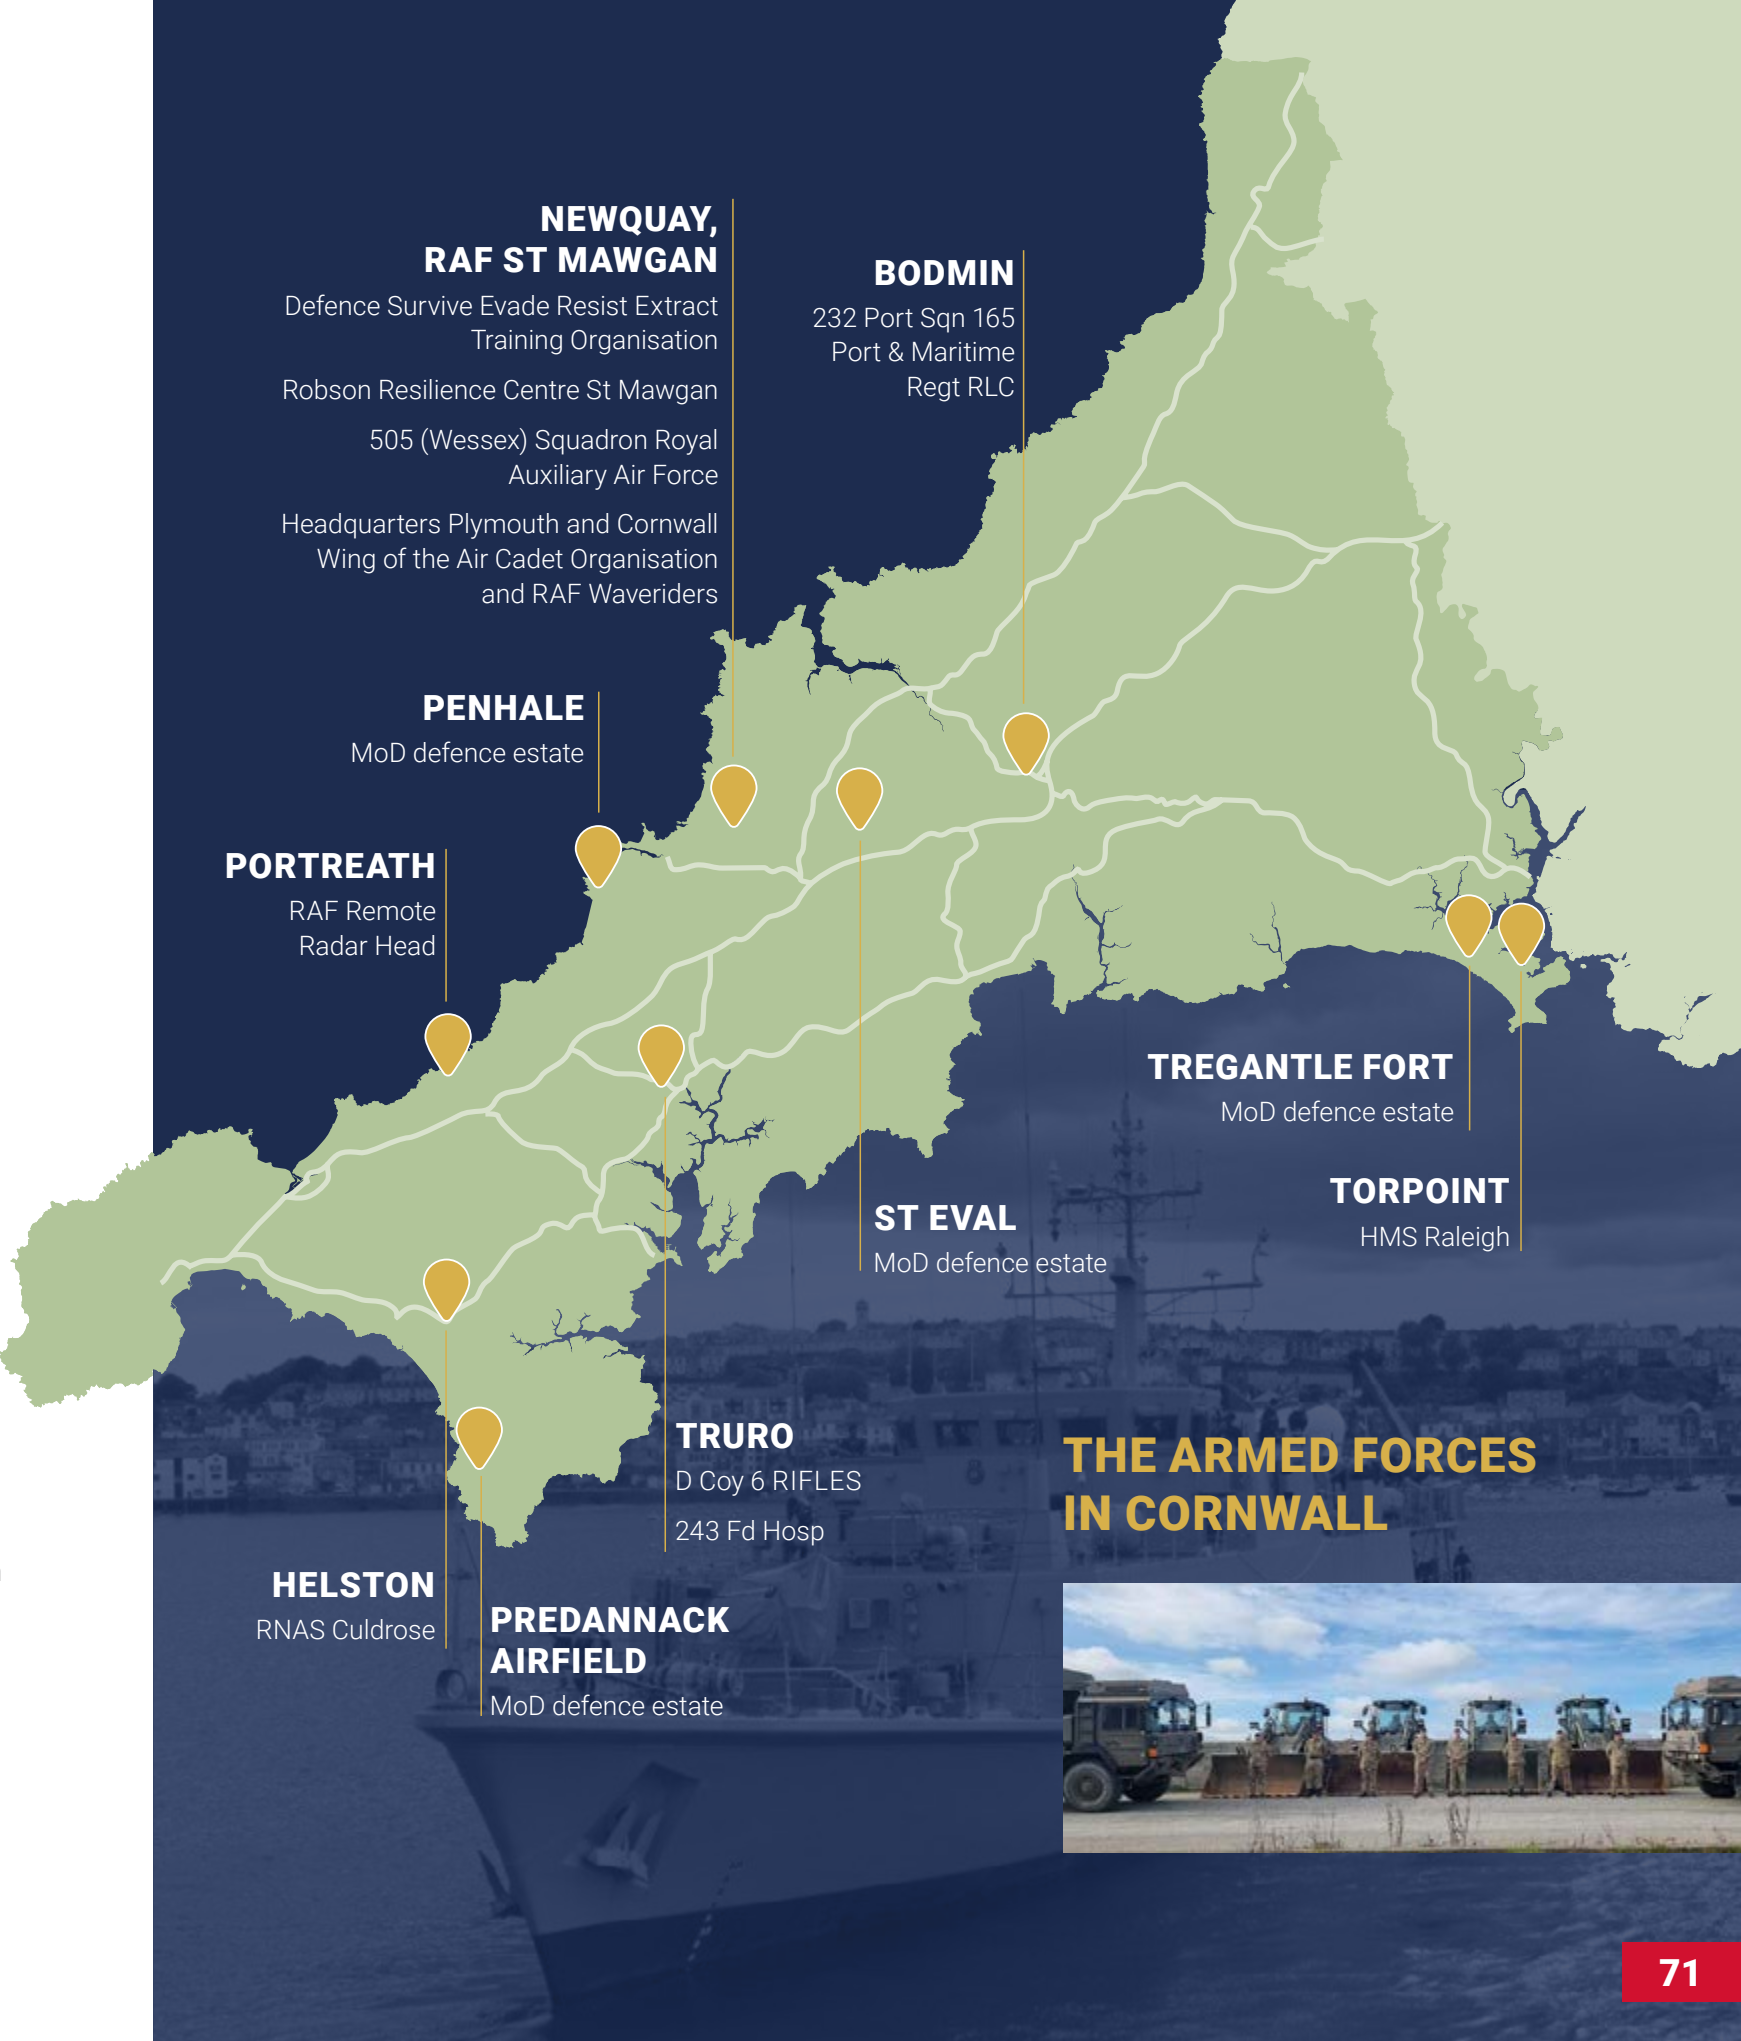 NEWQUAY,
RAF ST MAWGAN
Defence Survive Evade Resist Extract
Training Organisation
Robson Resilience Centre St Mawgan
505 (Wessex) Squadron Royal
Auxiliary Air Force
Headquarters Plymouth and Cornwall
Wing of the Air Cadet Organisation
and RAF Waveriders
BODMIN
232 Port Sqn 165
Port & Maritime
Regt RLC
PENHALE
MoD defence estate
PORTREATH
RAF Remote
Radar Head
TREGANTLE FORT
MoD defence estate
TORPOINT
HMS Raleigh
ST EVAL
MoD defence estate
TRURO
D Coy 6 RIFLES
243 Fd Hosp
HELSTON
RNAS Culdrose
PREDANNACK
AIRFIELD
MoD defence estate
THE ARMED FORCES
IN CORNWALL
71